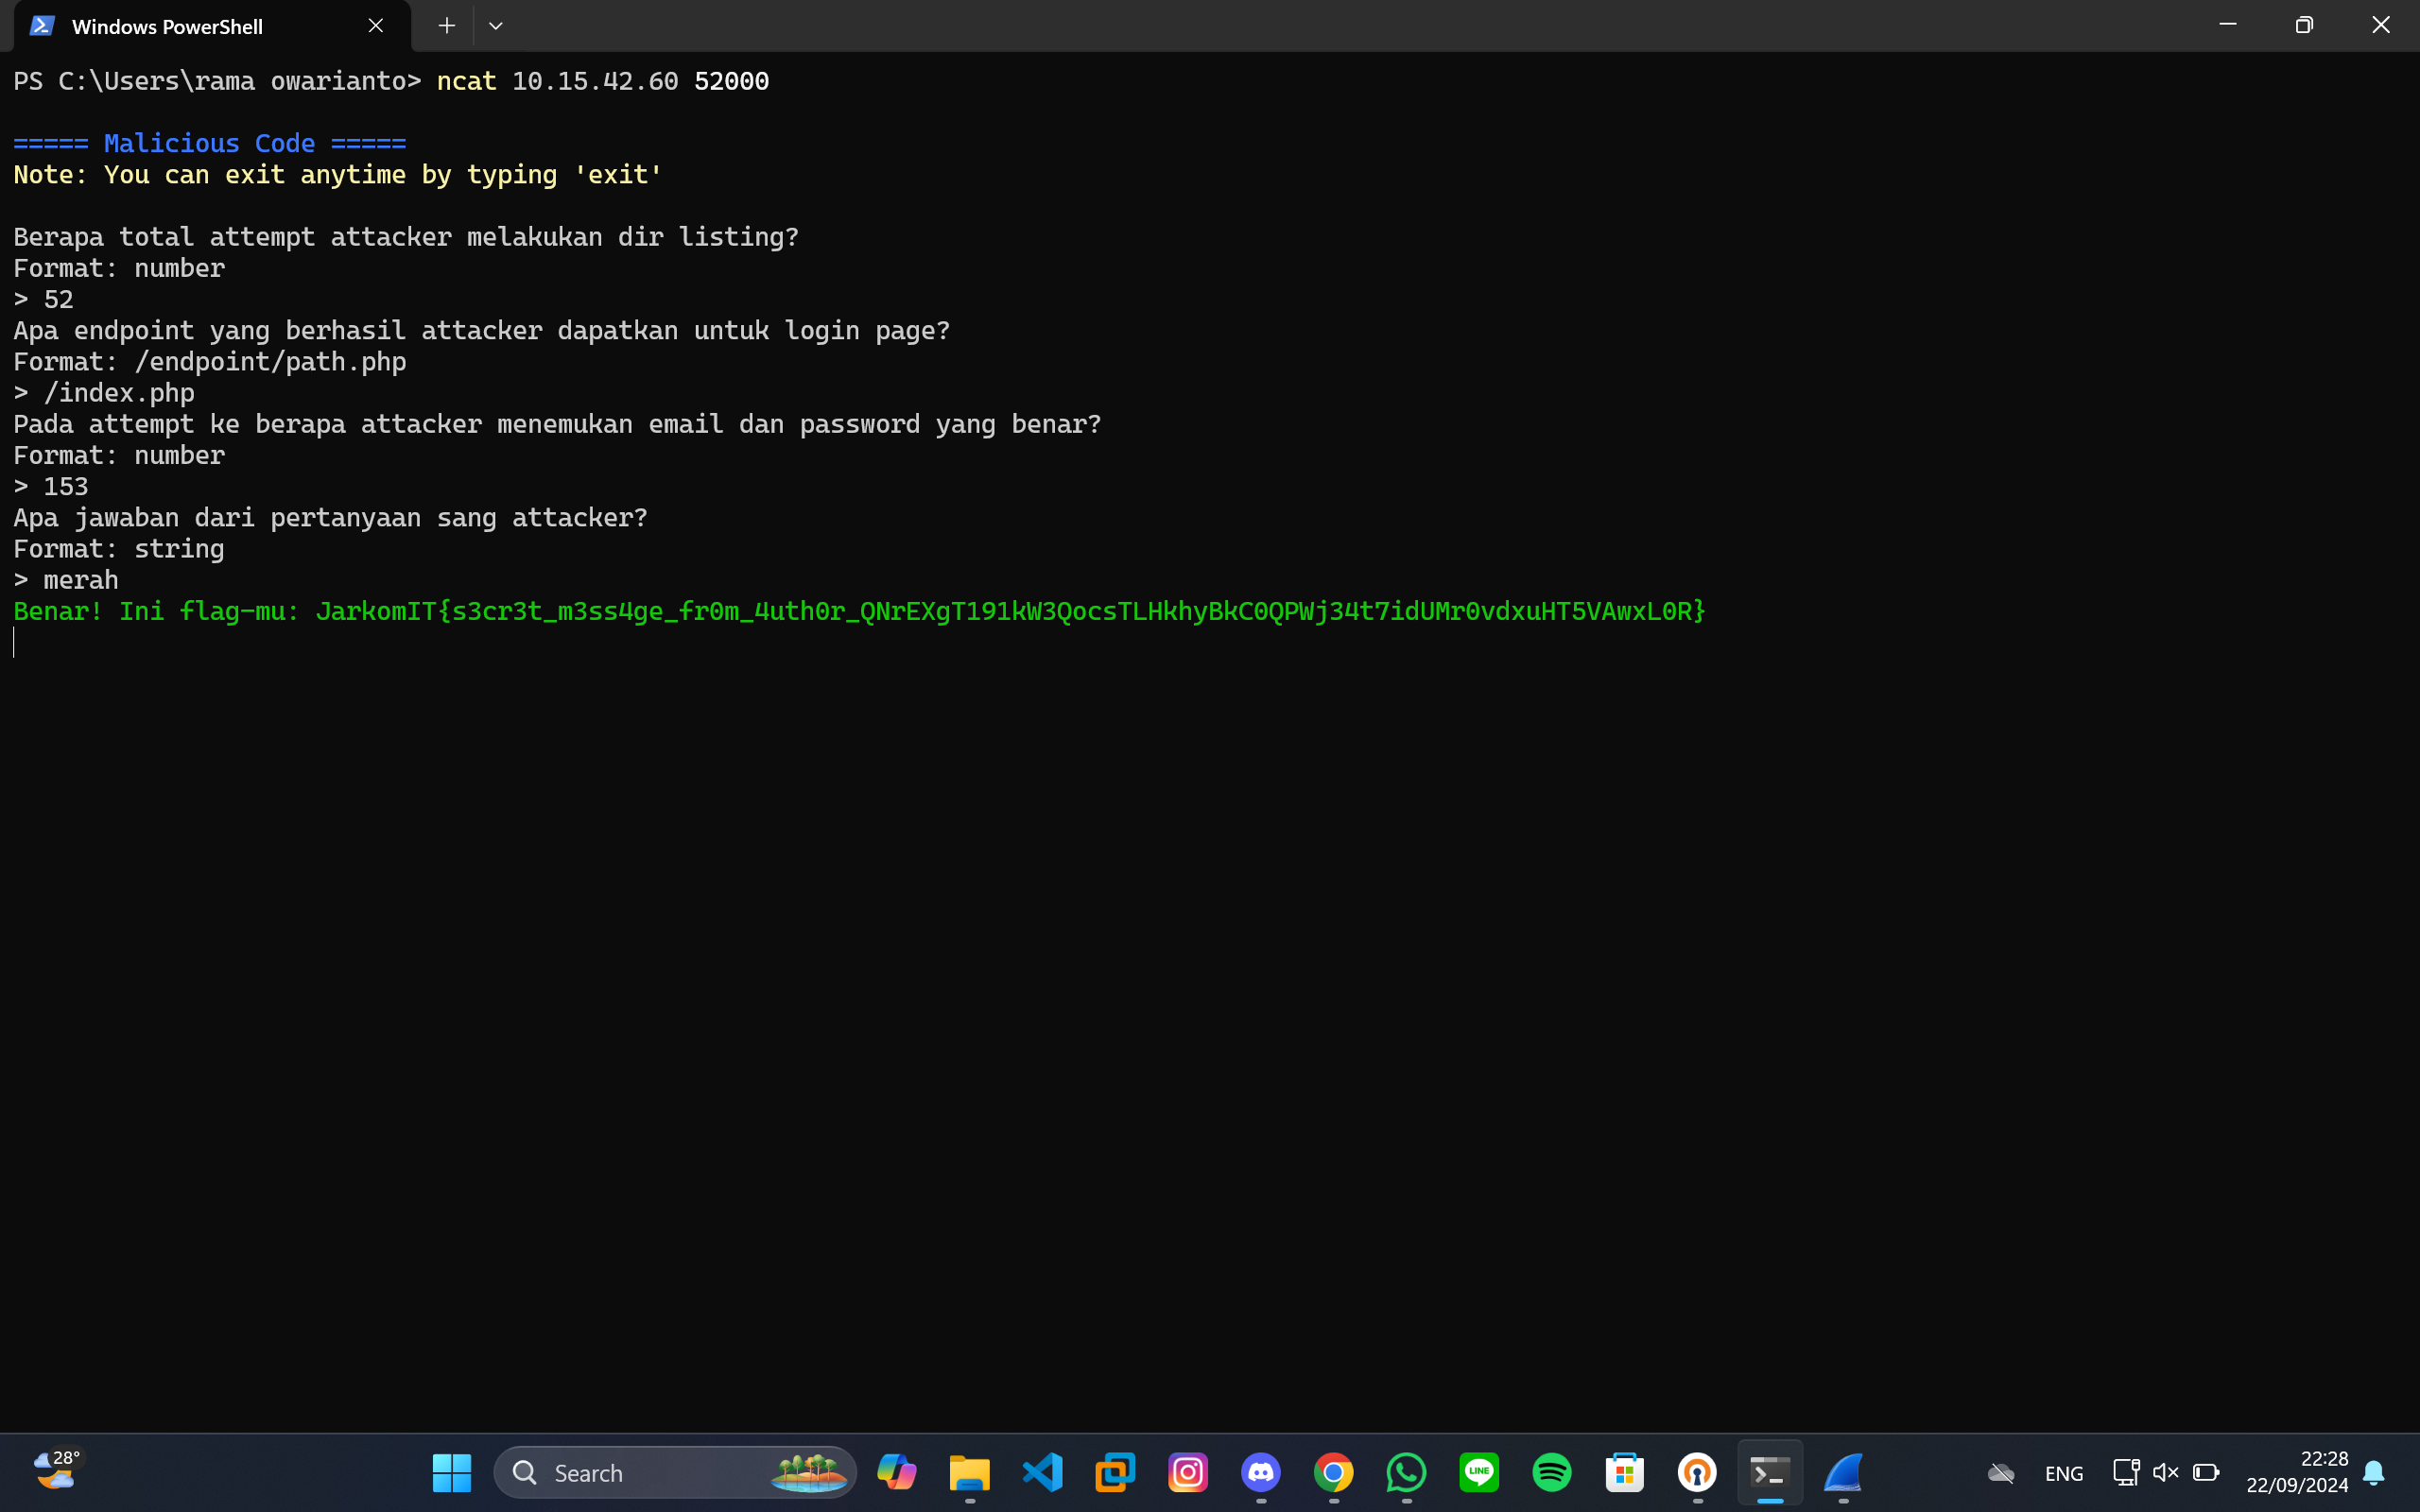 Windows PowerShell
PS C:\Users\rama owarianto> ncat 10.15.42.60 52000
===== Malicious Code =====
Note: You can exit anytime by typing 'exit'
Berapa total attempt attacker melakukan dir listing?
Format: number
> 52
Apa endpoint yang berhasil attacker dapatkan untuk login page?
Format: /endpoint/path.php
> /index.php
Pada attempt ke berapa attacker menemukan email dan password yang benar?
Format: number
> 153
Apa jawaban dari pertanyaan sang attacker?
Format: string
> merah
Benar! Ini flag-mu: JarkomIT{s3cr3t_m3ss4ge_fr0m_4uth0r_QNrEXgT191kW3QocsTLHkhyBkC0QPWj34t7idUMr0vdxuHT5VAwxL0R}
28°
Search
LINE
ENG
22:28
22/09/2024